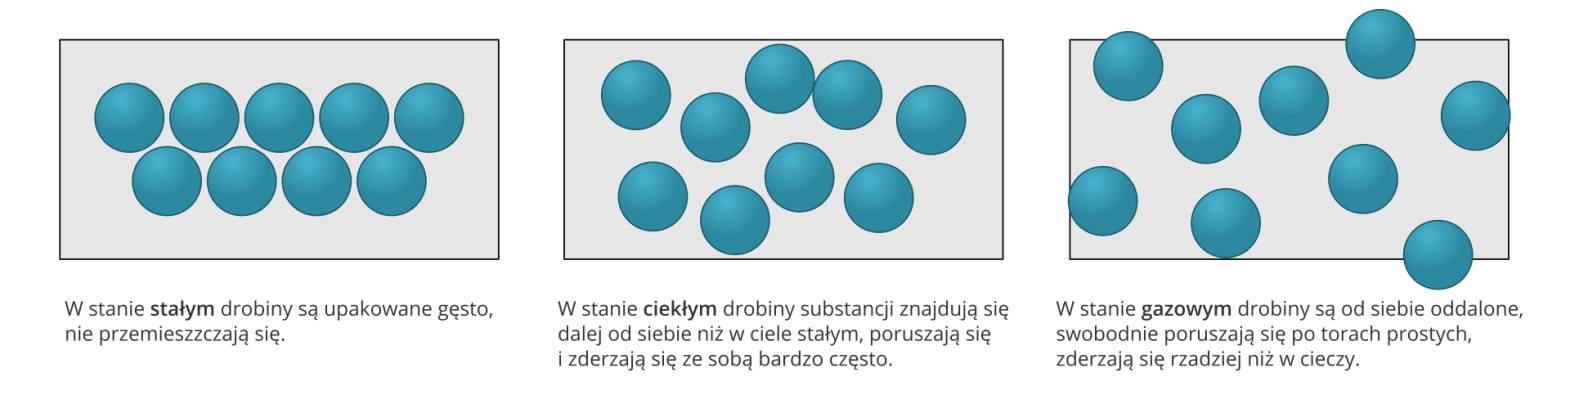 W stanie stałym drobiny są upakowane gęsto,
nie przemieszczają się.
W stanie ciekłym drobiny substancji znajdują się
dalej od siebie niż w ciele stałym, poruszają się
i zderzają się ze sobą bardzo często.
W stanie gazowym drobiny są od siebie oddalone,
swobodnie poruszają się po torach prostych,
zderzają się rzadziej niż w cieczy.